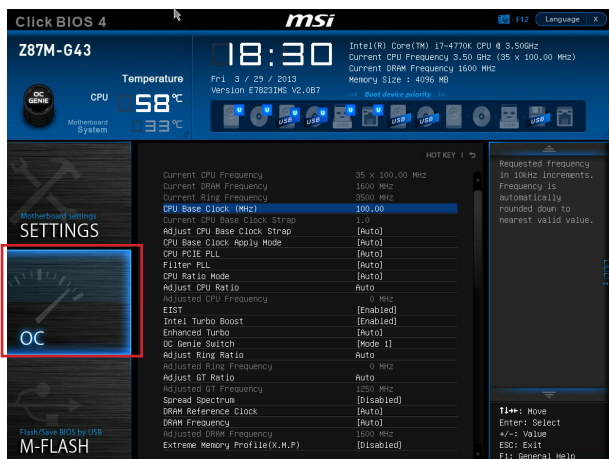 Click BIOS 4
msi
F12
Language
X
Z87M-G43
18:30
Intel(R) Core(TM) i7-4770K CPU @ 3.50GHz
Current CPU Frequency 3.50 GHz (35 x 100.00 MHz)
Current DRAM Frequency 1600 MHz
Memory Size : 4096 MB
Temperature
Fri 3 / 29 / 2013
Version E7823IMS V2.0B7
Boot device priority
OC GENIE
CPU
58°C
Motherboard
System
33°C
U
USB
HOT KEY
Requested frequency
in 10kHz increments.
Frequency is
automatically
rounded down to
nearest valid value.
Current CPU Frequency 35 x 100.00 MHz
Current DRAM Frequency 1600 MHz
Current Ring Frequency 3500 MHz
CPU Base Clock (MHz) 100.00
Current CPU Base Clock Strap 1.0
Adjust CPU Base Clock Strap [Auto]
CPU Base Clock Apply Mode [Auto]
CPU PCIE PLL [Auto]
Filter PLL [Auto]
CPU Ratio Mode [Auto]
Adjust CPU Ratio Auto
Adjusted CPU Frequency 0 MHz
EIST [Enabled]
Intel Turbo Boost [Enabled]
Enhanced Turbo [Auto]
OC Genie Switch [Mode 1]
Adjust Ring Ratio Auto
Adjusted Ring Frequency 0 MHz
Adjust GT Ratio Auto
Adjusted GT Frequency 1250 MHz
Spread Spectrum [Disabled]
DRAM Reference Clock [Auto]
DRAM Frequency [Auto]
Adjusted DRAM Frequency 1600 MHz
Extreme Memory Profile(X.M.P) [Disabled]
Motherboard settings
SETTINGS
OC
Flash/Save BIOS by USB
M-FLASH
↑↓←→: Move
Enter: Select
+/-: Value
ESC: Exit
F1: General Help